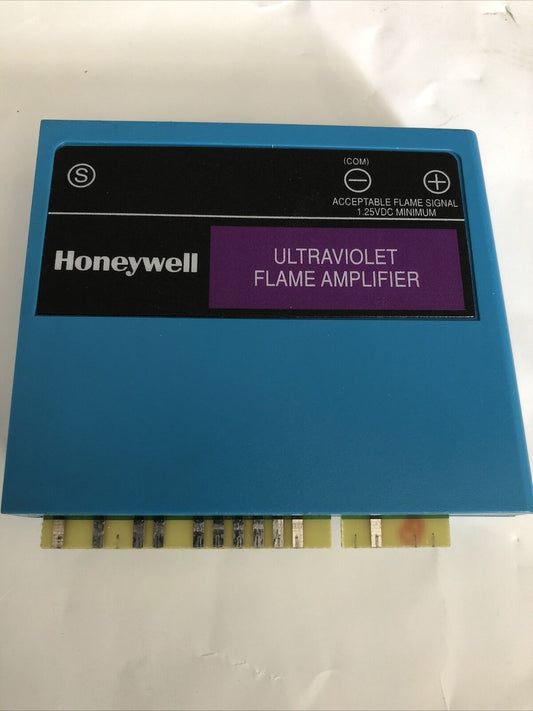 S
(COM)
− +
ACCEPTABLE FLAME SIGNAL
1.25VDC MINIMUM
Honeywell
ULTRAVIOLET
FLAME AMPLIFIER